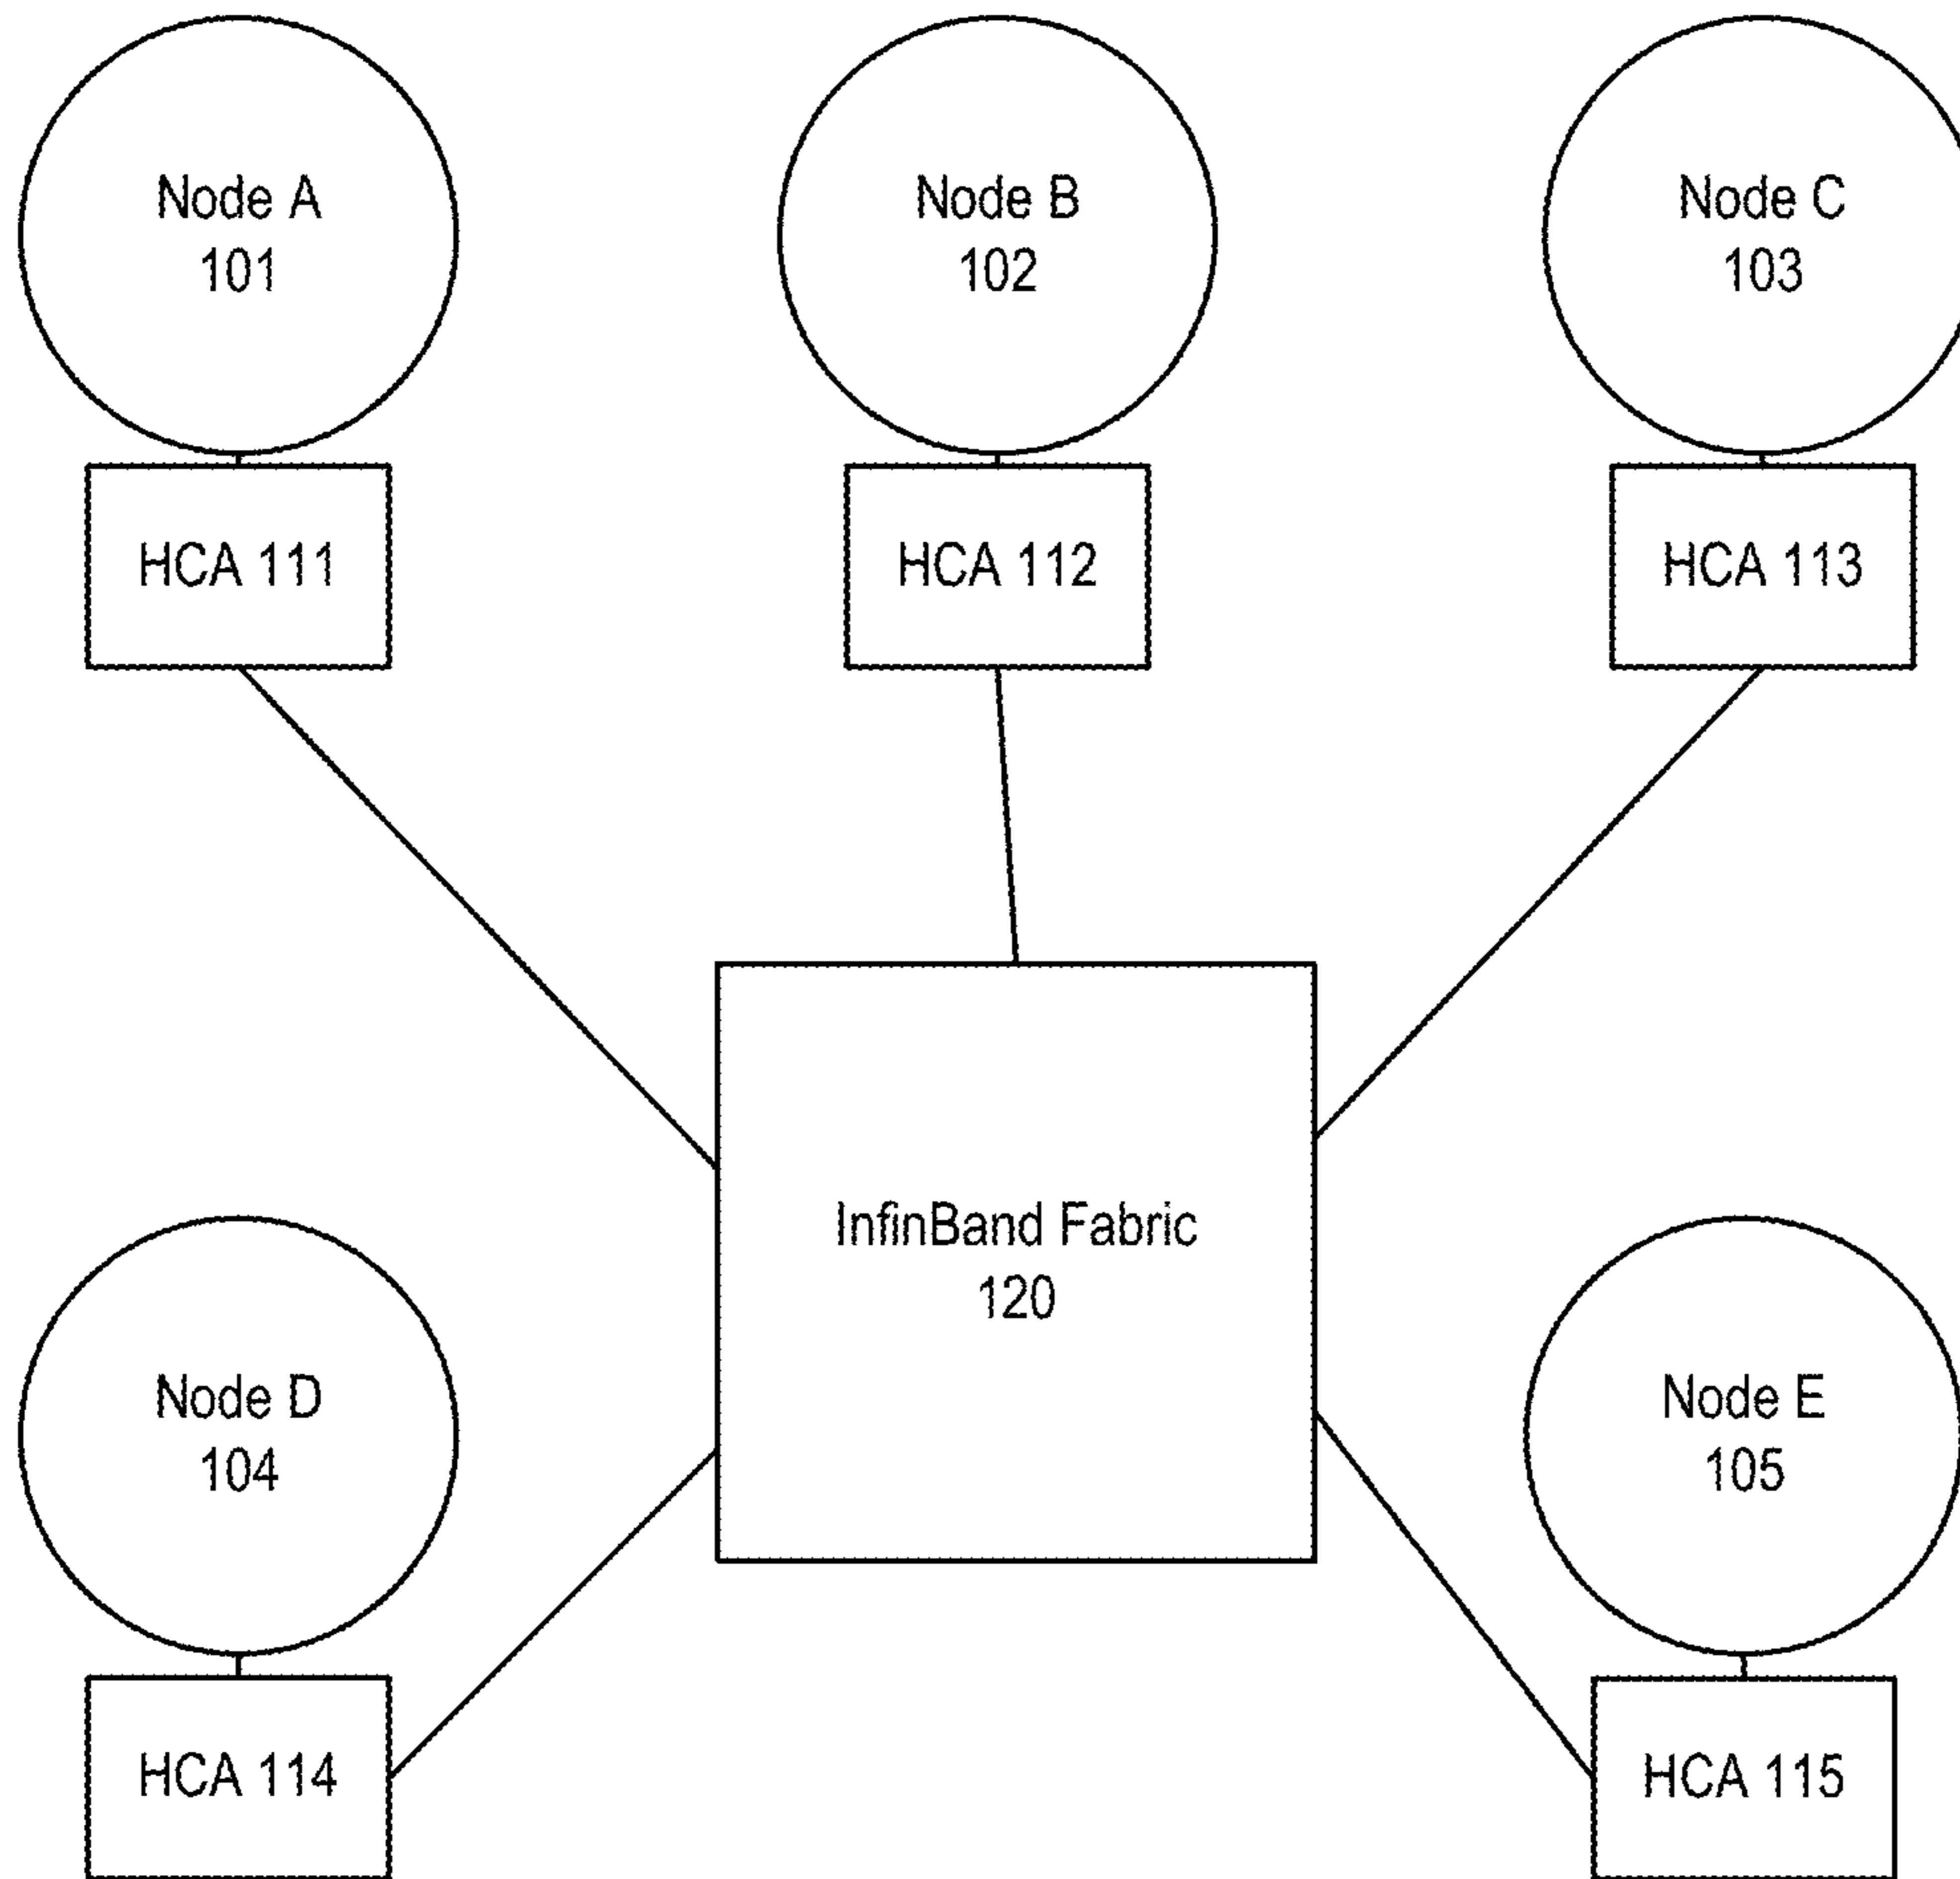 Node A
101
Node B
102
Node C
103
HCA 111
HCA 112
HCA 113
InfinBand Fabric
120
Node D
104
Node E
105
HCA 114
HCA 115